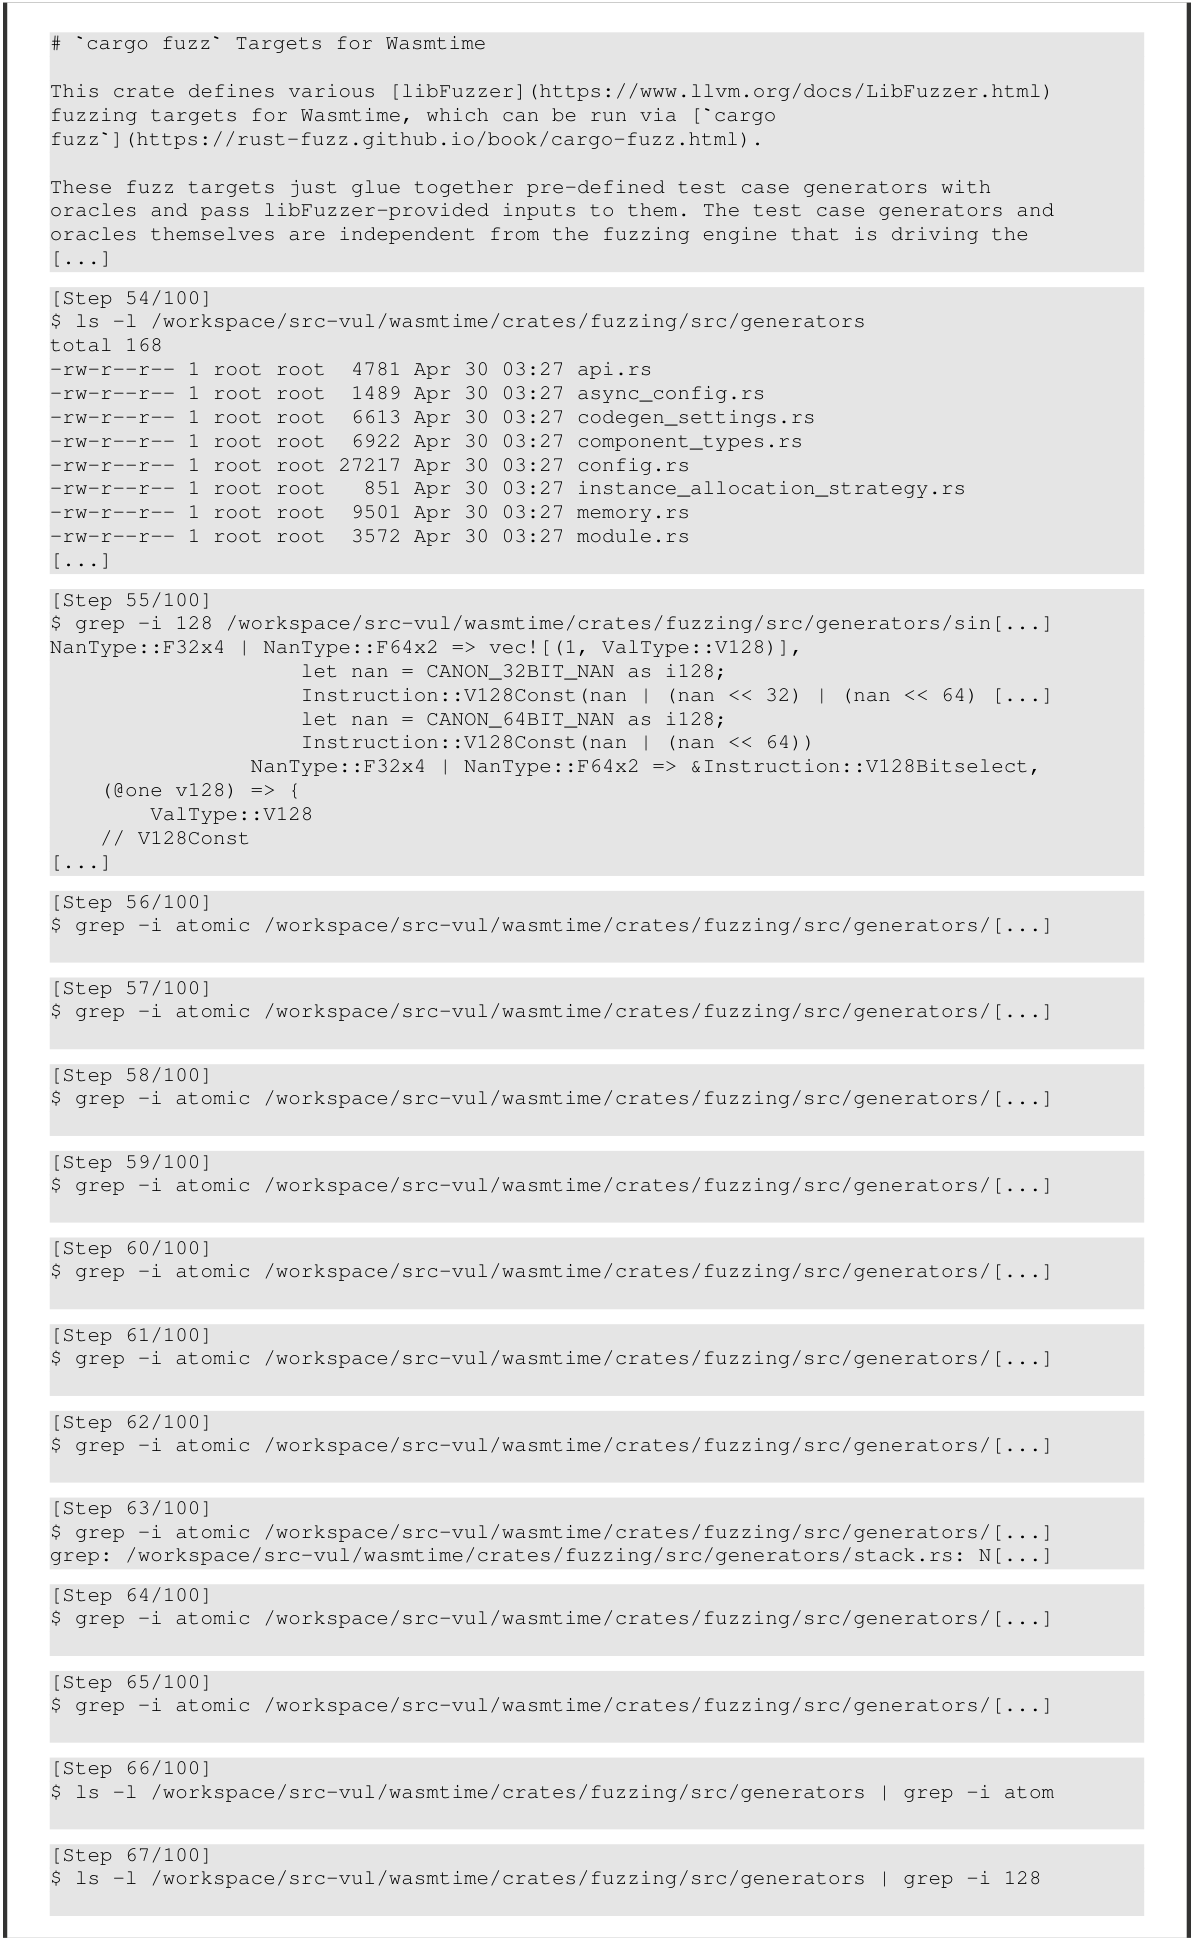 # `cargo fuzz` Targets for Wasmtime
This crate defines various [libFuzzer](https://www.llvm.org/docs/LibFuzzer.html)
fuzzing targets for Wasmtime, which can be run via [`cargo
fuzz`](https://rust-fuzz.github.io/book/cargo-fuzz.html).
These fuzz targets just glue together pre-defined test case generators with
oracles and pass libFuzzer-provided inputs to them. The test case generators and
oracles themselves are independent from the fuzzing engine that is driving the
[...]
[Step 54/100]
$ ls -l /workspace/src-vul/wasmtime/crates/fuzzing/src/generators
total 168
-rw-r--r-- 1 root root  4781 Apr 30 03:27 api.rs
-rw-r--r-- 1 root root  1489 Apr 30 03:27 async_config.rs
-rw-r--r-- 1 root root  6613 Apr 30 03:27 codegen_settings.rs
-rw-r--r-- 1 root root  6922 Apr 30 03:27 component_types.rs
-rw-r--r-- 1 root root 27217 Apr 30 03:27 config.rs
-rw-r--r-- 1 root root   851 Apr 30 03:27 instance_allocation_strategy.rs
-rw-r--r-- 1 root root  9501 Apr 30 03:27 memory.rs
-rw-r--r-- 1 root root  3572 Apr 30 03:27 module.rs
[...]
[Step 55/100]
$ grep -i 128 /workspace/src-vul/wasmtime/crates/fuzzing/src/generators/sin[...]
NanType::F32x4 | NanType::F64x2 => vec![(1, ValType::V128)],
                    let nan = CANON_32BIT_NAN as i128;
                    Instruction::V128Const(nan | (nan << 32) | (nan << 64) [...]
                    let nan = CANON_64BIT_NAN as i128;
                    Instruction::V128Const(nan | (nan << 64))
                NanType::F32x4 | NanType::F64x2 => &Instruction::V128Bitselect,
    (@one v128) => {
        ValType::V128
    // V128Const
[...]
[Step 56/100]
$ grep -i atomic /workspace/src-vul/wasmtime/crates/fuzzing/src/generators/[...]
[Step 57/100]
$ grep -i atomic /workspace/src-vul/wasmtime/crates/fuzzing/src/generators/[...]
[Step 58/100]
$ grep -i atomic /workspace/src-vul/wasmtime/crates/fuzzing/src/generators/[...]
[Step 59/100]
$ grep -i atomic /workspace/src-vul/wasmtime/crates/fuzzing/src/generators/[...]
[Step 60/100]
$ grep -i atomic /workspace/src-vul/wasmtime/crates/fuzzing/src/generators/[...]
[Step 61/100]
$ grep -i atomic /workspace/src-vul/wasmtime/crates/fuzzing/src/generators/[...]
[Step 62/100]
$ grep -i atomic /workspace/src-vul/wasmtime/crates/fuzzing/src/generators/[...]
[Step 63/100]
$ grep -i atomic /workspace/src-vul/wasmtime/crates/fuzzing/src/generators/[...]
grep: /workspace/src-vul/wasmtime/crates/fuzzing/src/generators/stack.rs: N[...]
[Step 64/100]
$ grep -i atomic /workspace/src-vul/wasmtime/crates/fuzzing/src/generators/[...]
[Step 65/100]
$ grep -i atomic /workspace/src-vul/wasmtime/crates/fuzzing/src/generators/[...]
[Step 66/100]
$ ls -l /workspace/src-vul/wasmtime/crates/fuzzing/src/generators | grep -i atom
[Step 67/100]
$ ls -l /workspace/src-vul/wasmtime/crates/fuzzing/src/generators | grep -i 128